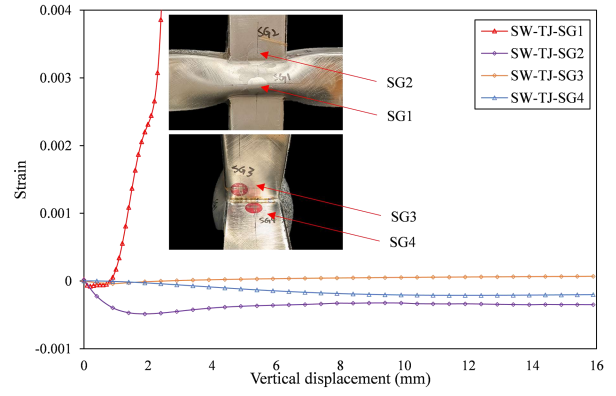 0.004
0.003
0.002
0.001
0
-0.001
Strain
0
2
4
6
8
10
12
14
16
Vertical displacement (mm)
SW-TJ-SG1
SW-TJ-SG2
SW-TJ-SG3
SW-TJ-SG4
SG2
SG1
SG2
SG1
SG3
SG3
SG4